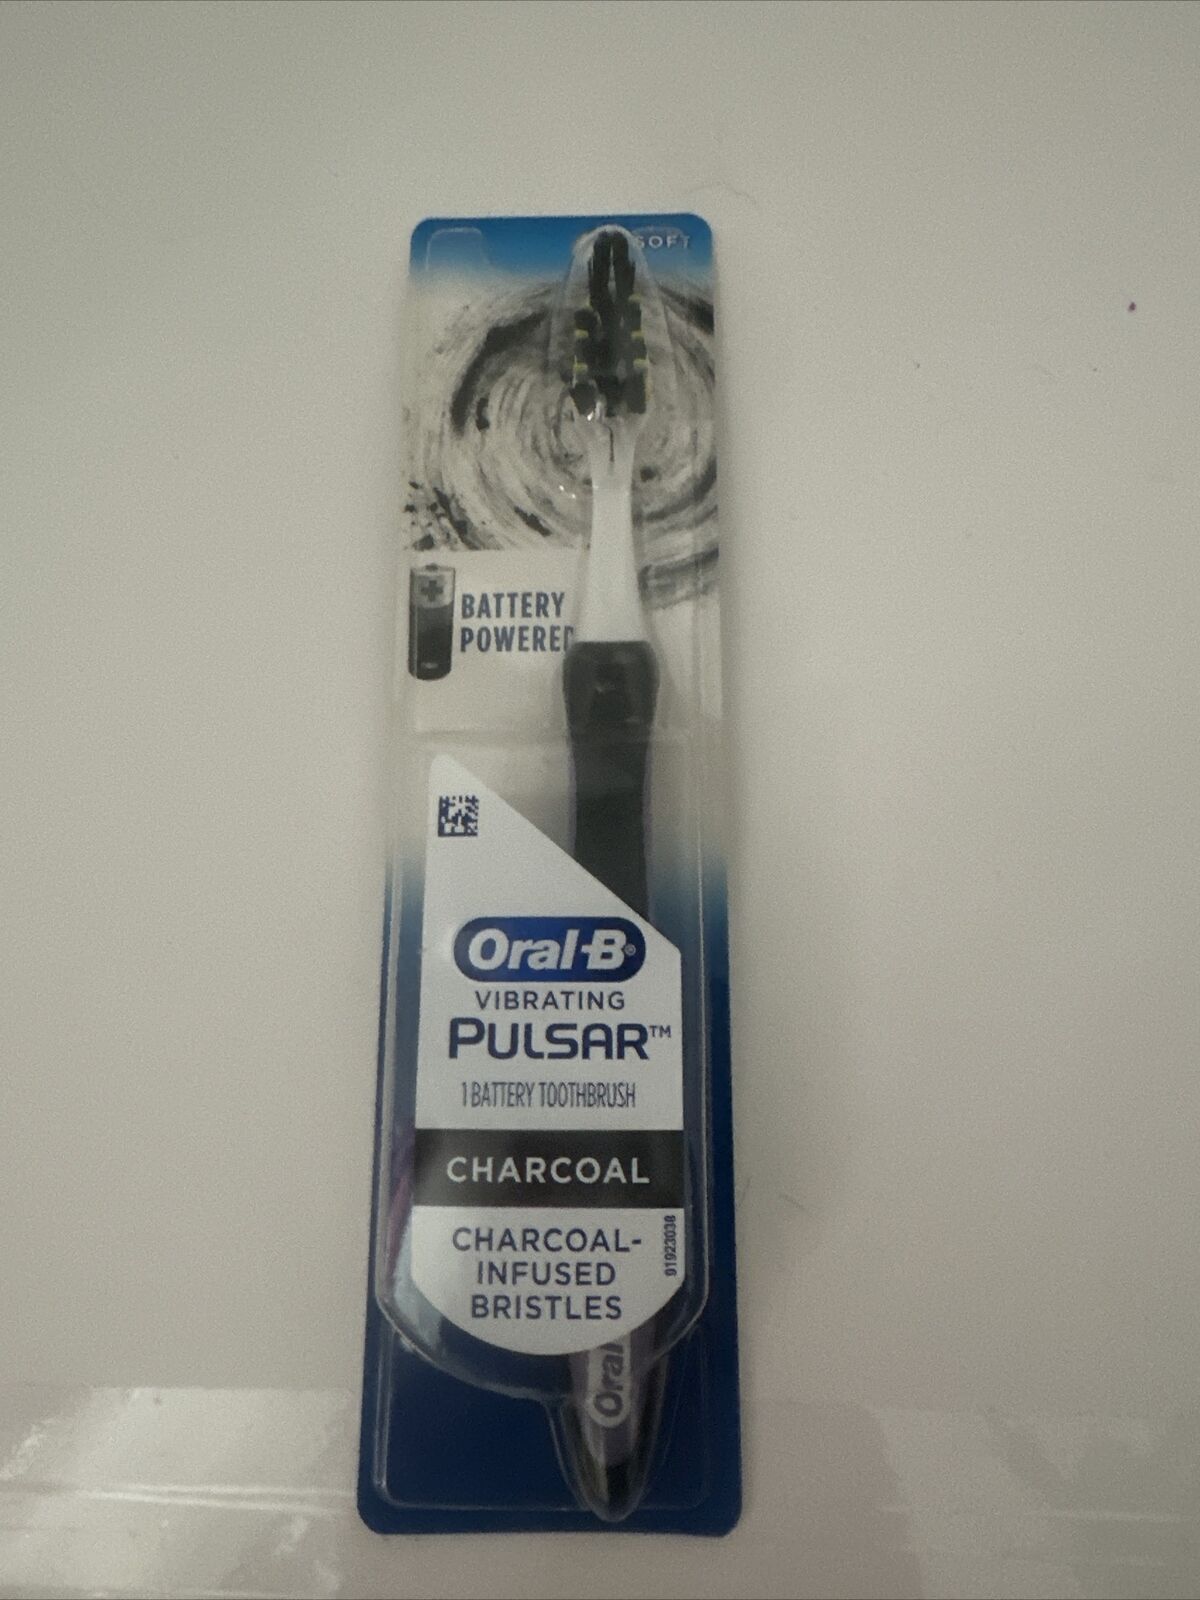 SOFT
BATTERY
POWERED
Oral-B®
VIBRATING
PULSAR™
1 BATTERY TOOTHBRUSH
CHARCOAL
CHARCOAL-
INFUSED
BRISTLES
91923038
Oral